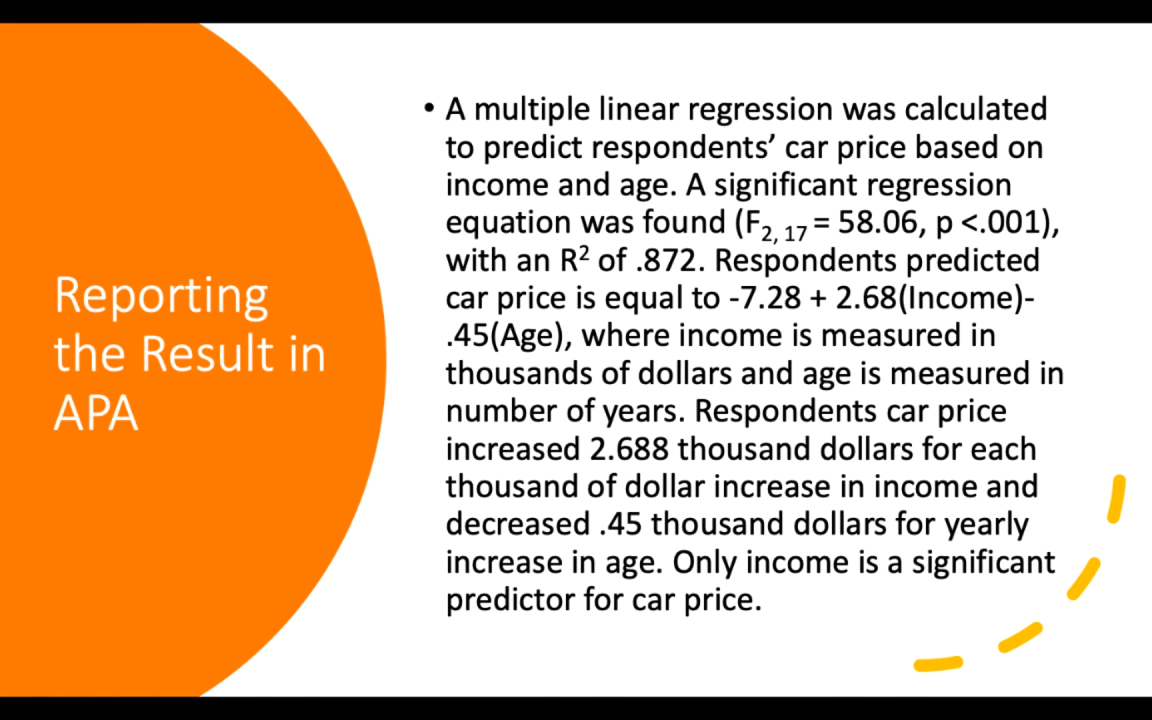 Reporting
the Result in
APA
• A multiple linear regression was calculated
to predict respondents’ car price based on
income and age. A significant regression
equation was found (F2, 17 = 58.06, p <.001),
with an R2 of .872. Respondents predicted
car price is equal to -7.28 + 2.68(Income)-
.45(Age), where income is measured in
thousands of dollars and age is measured in
number of years. Respondents car price
increased 2.688 thousand dollars for each
thousand of dollar increase in income and
decreased .45 thousand dollars for yearly
increase in age. Only income is a significant
predictor for car price.